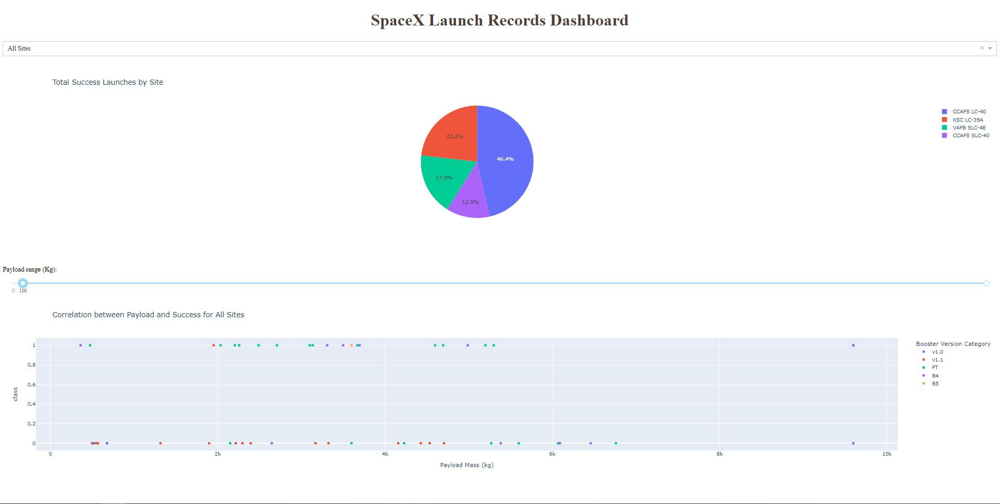 SpaceX Launch Records Dashboard
All Sites
×
Total Success Launches by Site
CCAFS LC-40
KSC LC-39A
VAFB SLC-4E
CCAFS SLC-40
23.2%
46.4%
17.9%
12.5%
Payload range (Kg):
0 100
Correlation between Payload and Success for All Sites
Booster Version Category
v1.0
v1.1
FT
B4
B5
class
1
0.8
0.6
0.4
0.2
0
0 2k 4k 6k 8k 10k
Payload Mass (kg)